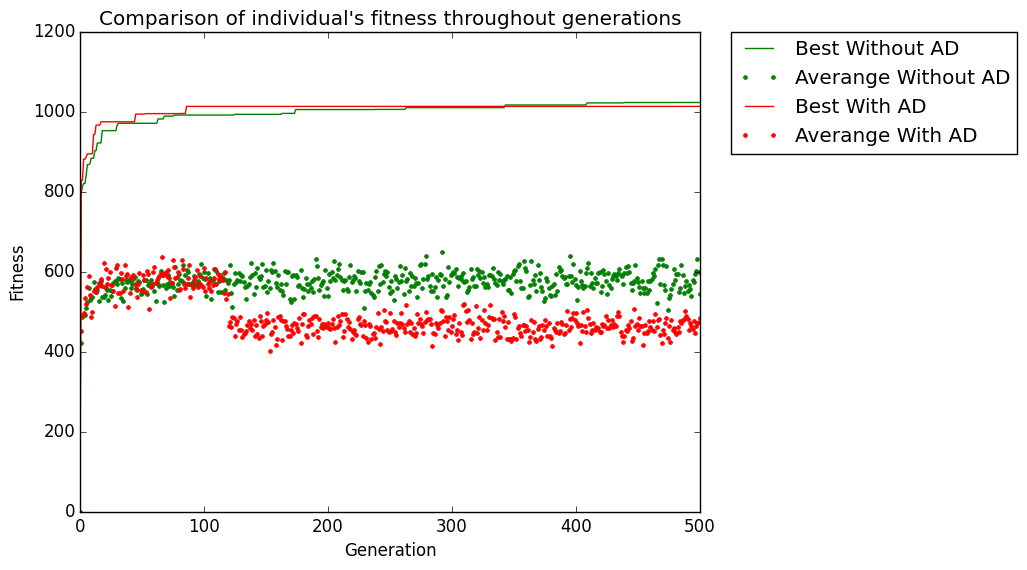 Comparison of individual's fitness throughout generations
1200
1000
800
600
400
200
0
Fitness
0 100 200 300 400 500
Generation
Best Without AD
Averange Without AD
Best With AD
Averange With AD